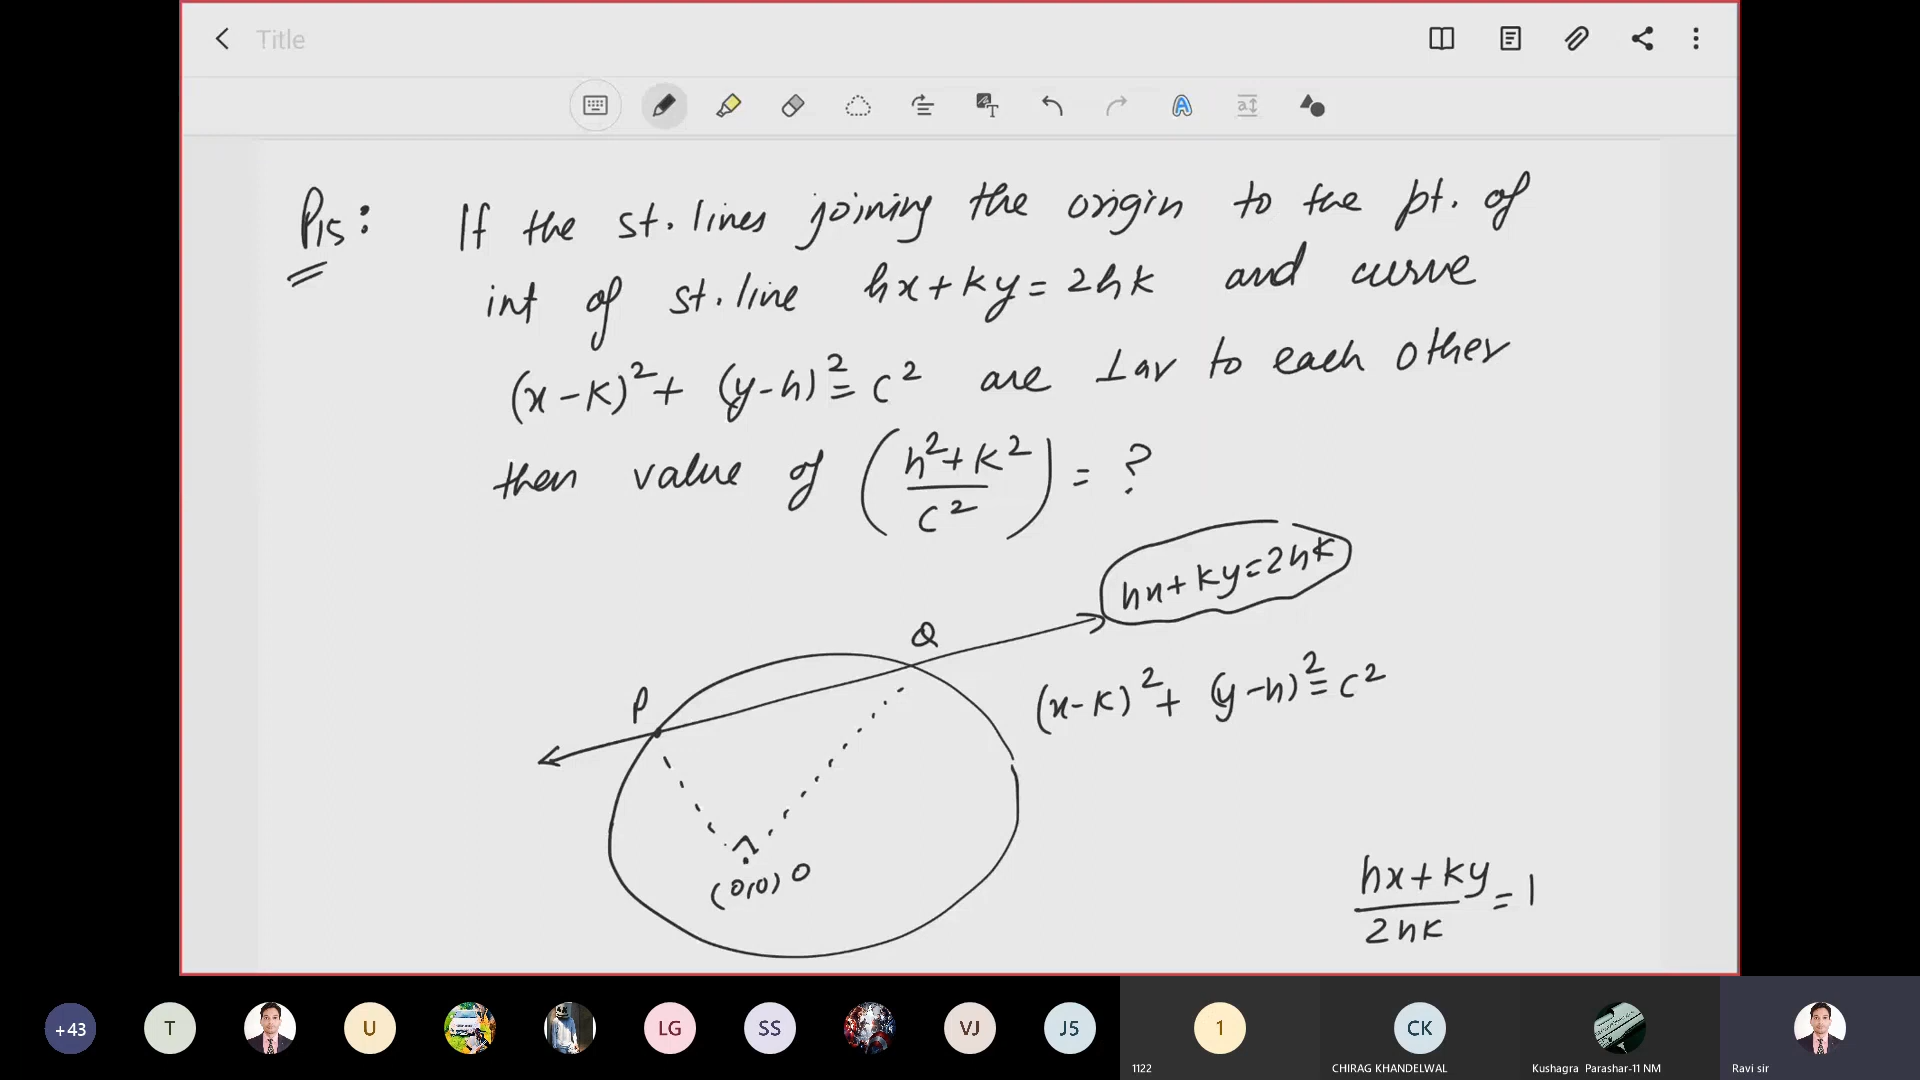 Title
P15: If the st. lines joining the origin to the pt. of
int of st. line hx+ky=2hk and curve
(x-k)²+ (y-h)²=c² are ⊥ar to each other
then value of (h²+k²/c²) = ?
hx+ky=2hk
Q
P
(x-k)²+ (y-h)²=c²
(0,0) O
hx+ky/2hk = 1
+43
T
U
LG
SS
VJ
J5
1
1122
CK
CHIRAG KHANDELWAL
Kushagra Parashar-11 NM
Ravi sir